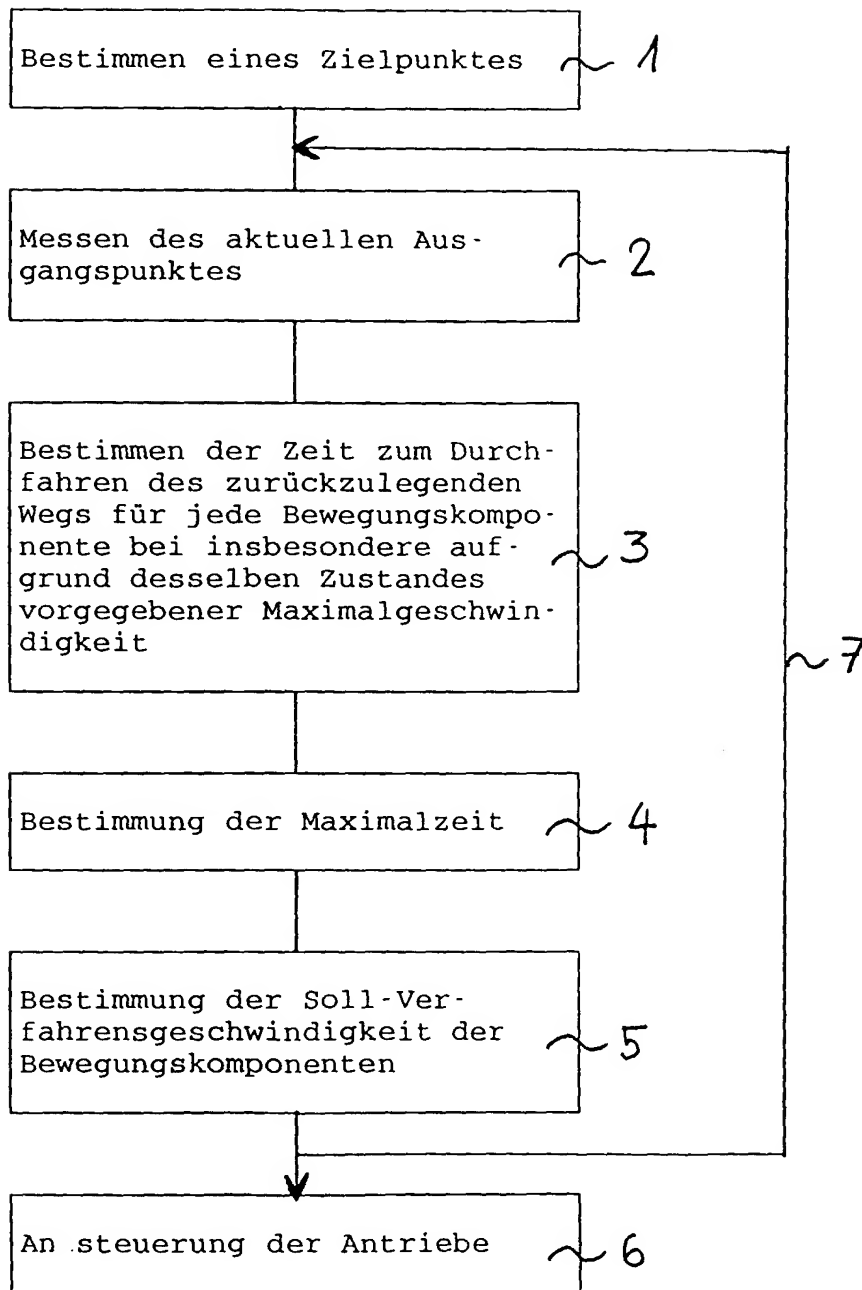 Bestimmen eines Zielpunktes 1
Messen des aktuellen Aus-
gangspunktes 2
Bestimmen der Zeit zum Durch-
fahren des zurückzulegenden
Wegs für jede Bewegungskompo-
nente bei insbesondere auf-
grund desselben Zustandes 3
vorgegebener Maximalgeschwin-
digkeit
7
Bestimmung der Maximalzeit 4
Bestimmung der Soll-Ver-
fahrensgeschwindigkeit der
Bewegungskomponenten 5
An steuerung der Antriebe 6